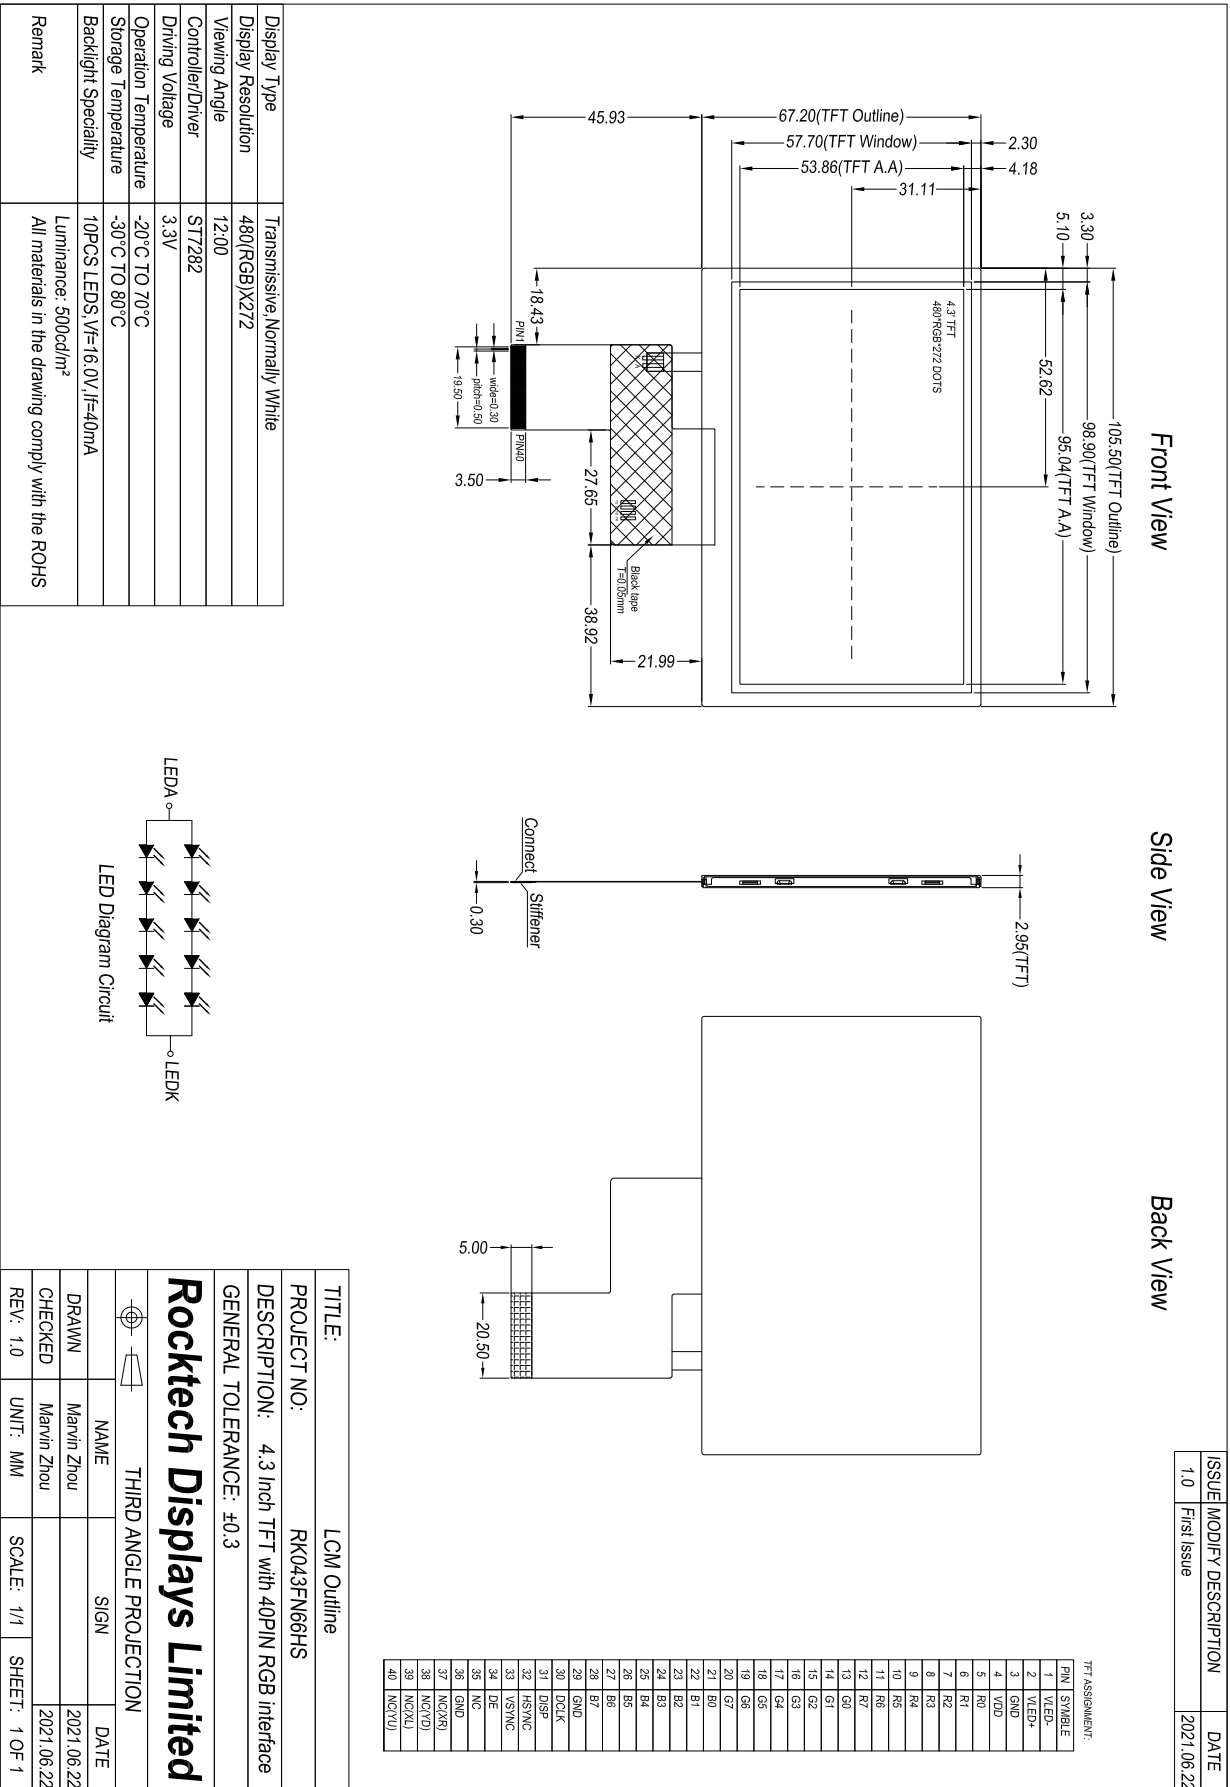 ISSUE MODIFY DESCRIPTION DATE
1.0 First Issue 2021.06.22
Front View
Side View
Back View
105.50(TFT Outline)
98.90(TFT Window)
95.04(TFT A.A)
52.62
3.30
5.10
2.30
4.18
67.20(TFT Outline)
57.70(TFT Window)
53.86(TFT A.A)
31.11
45.93
4.3' TFT
480*RGB*272 DOTS
18.43
PIN1
PIN40
wide=0.30
pitch=0.50
19.50
3.50
27.65
38.92
21.99
Black tape
T=0.05mm
2.95(TFT)
Connect
Stiffener
0.30
5.00
20.50
TFT ASSIGNMENT:
PIN SYMBLE
1 VLED-
2 VLED+
3 GND
4 VDD
5 R0
6 R1
7 R2
8 R3
9 R4
10 R5
11 R6
12 R7
13 G0
14 G1
15 G2
16 G3
17 G4
18 G5
19 G6
20 G7
21 B0
22 B1
23 B2
24 B3
25 B4
26 B5
27 B6
28 B7
29 GND
30 DCLK
31 DISP
32 HSYNC
33 VSYNC
34 DE
35 NC
36 GND
37 NC(XR)
38 NC(YD)
39 NC(XL)
40 NC(YU)
Display Type Transmissive,Normally White
Display Resolution 480(RGB)X272
Viewing Angle 12:00
Controller/Driver ST7282
Driving Voltage 3.3V
Operation Temperature -20°C TO 70°C
Storage Temperature -30°C TO 80°C
Backlight Speciality 10PCS LEDS,Vf=16.0V,If=40mA
Remark
Luminance: 500cd/m²
All materials in the drawing comply with the ROHS
LEDA
LEDK
LED Diagram Circuit
TITLE: LCM Outline
PROJECT NO: RK043FN66HS
DESCRIPTION: 4.3 Inch TFT with 40PIN RGB interface
GENERAL TOLERANCE: ±0.3
Rocktech Displays Limited
THIRD ANGLE PROJECTION
NAME SIGN DATE
DRAWN Marvin Zhou 2021.06.22
CHECKED Marvin Zhou 2021.06.22
REV: 1.0 UNIT: MM SCALE: 1/1 SHEET: 1 OF 1